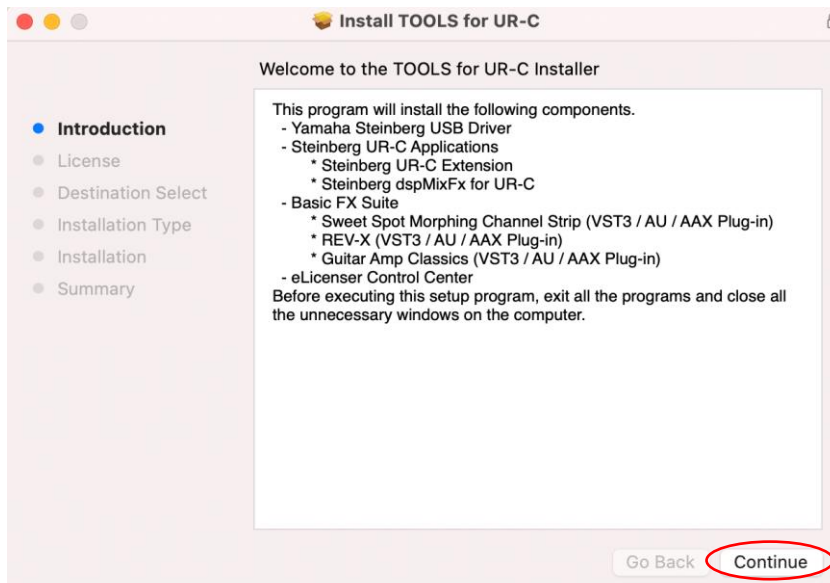 Install TOOLS for UR-C
Welcome to the TOOLS for UR-C Installer
Introduction
License
Destination Select
Installation Type
Installation
Summary
This program will install the following components.
- Yamaha Steinberg USB Driver
- Steinberg UR-C Applications
* Steinberg UR-C Extension
* Steinberg dspMixFx for UR-C
- Basic FX Suite
* Sweet Spot Morphing Channel Strip (VST3 / AU / AAX Plug-in)
* REV-X (VST3 / AU / AAX Plug-in)
* Guitar Amp Classics (VST3 / AU / AAX Plug-in)
- eLicenser Control Center
Before executing this setup program, exit all the programs and close all
the unnecessary windows on the computer.
Go Back
Continue